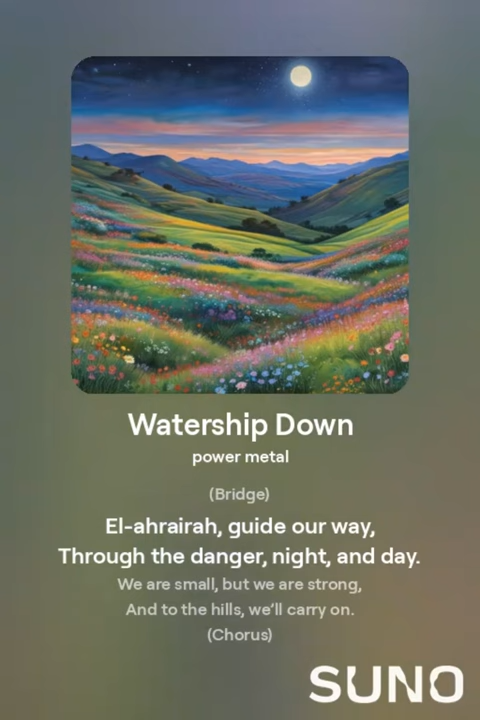 Watership Down
power metal
(Bridge)
El-ahrairah, guide our way,
Through the danger, night, and day.
We are small, but we are strong,
And to the hills, we’ll carry on.
(Chorus)
SUNO